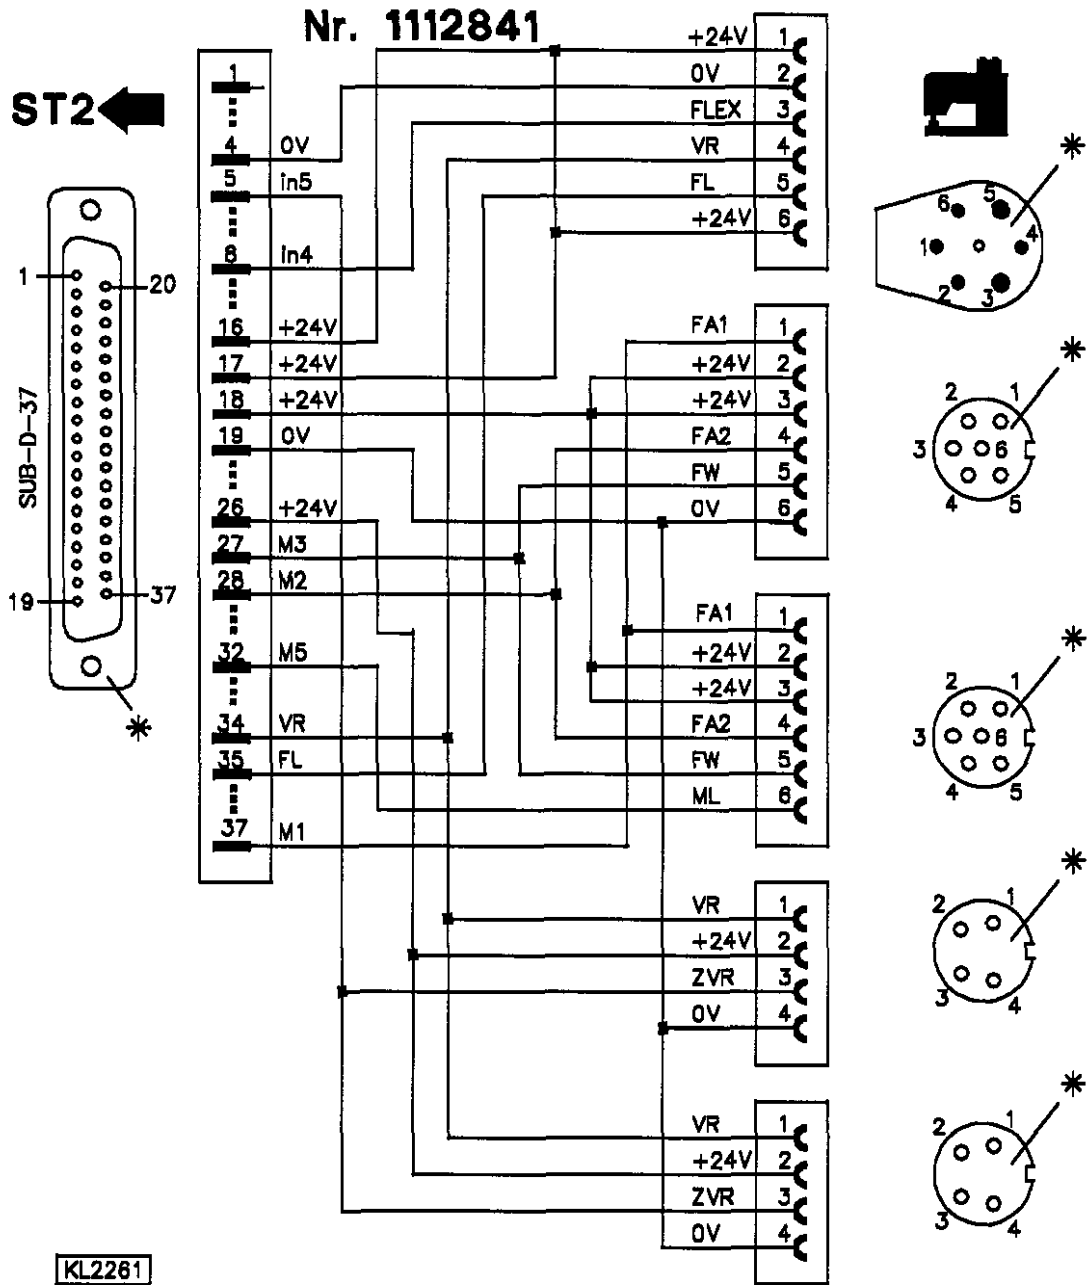 Nr. 1112841
ST2
SUB-D-37
1
20
19
37
1
4 0V
5 in5
6 in4
16 +24V
17 +24V
18 +24V
19 0V
26 +24V
27 M3
28 M2
32 M5
34 VR
35 FL
37 M1
+24V 1
0V 2
FLEX 3
VR 4
FL 5
+24V 6
6 5
1 4
2 3
*
FA1 1
+24V 2
+24V 3
FA2 4
FW 5
0V 6
2 1
3 6
4 5
*
FA1 1
+24V 2
+24V 3
FA2 4
FW 5
ML 6
2 1
3 6
4 5
*
*
VR 1
+24V 2
ZVR 3
0V 4
2 1
3 4
*
VR 1
+24V 2
ZVR 3
0V 4
2 1
3 4
*
KL2261